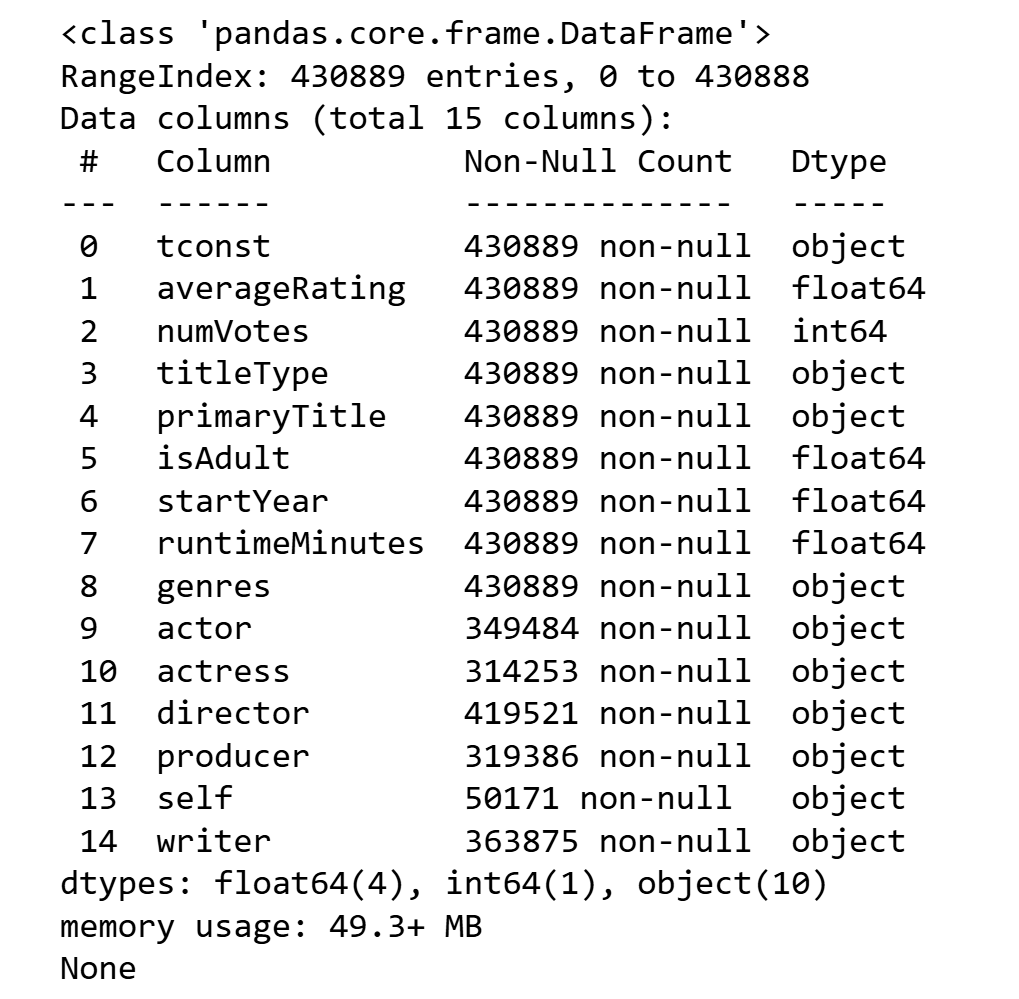 <class 'pandas.core.frame.DataFrame'>
RangeIndex: 430889 entries, 0 to 430888
Data columns (total 15 columns):
 #   Column          Non-Null Count   Dtype
---  ------          --------------   -----
 0   tconst          430889 non-null  object
 1   averageRating   430889 non-null  float64
 2   numVotes        430889 non-null  int64
 3   titleType       430889 non-null  object
 4   primaryTitle    430889 non-null  object
 5   isAdult         430889 non-null  float64
 6   startYear       430889 non-null  float64
 7   runtimeMinutes  430889 non-null  float64
 8   genres          430889 non-null  object
 9   actor           349484 non-null  object
 10  actress         314253 non-null  object
 11  director        419521 non-null  object
 12  producer        319386 non-null  object
 13  self            50171 non-null   object
 14  writer          363875 non-null  object
dtypes: float64(4), int64(1), object(10)
memory usage: 49.3+ MB
None